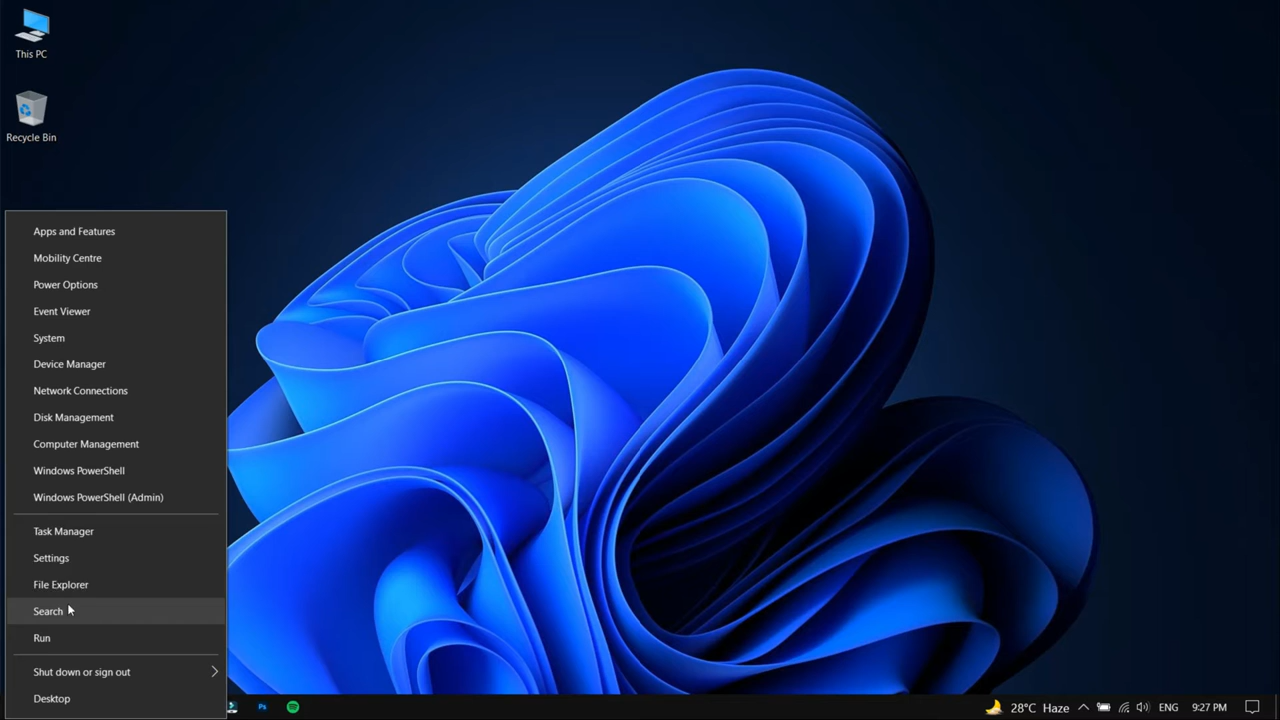 This PC
Recycle Bin
Apps and Features
Mobility Centre
Power Options
Event Viewer
System
Device Manager
Network Connections
Disk Management
Computer Management
Windows PowerShell
Windows PowerShell (Admin)
Task Manager
Settings
File Explorer
Search
Run
Shut down or sign out
Desktop
Ps
28°C Haze
ENG
9:27 PM